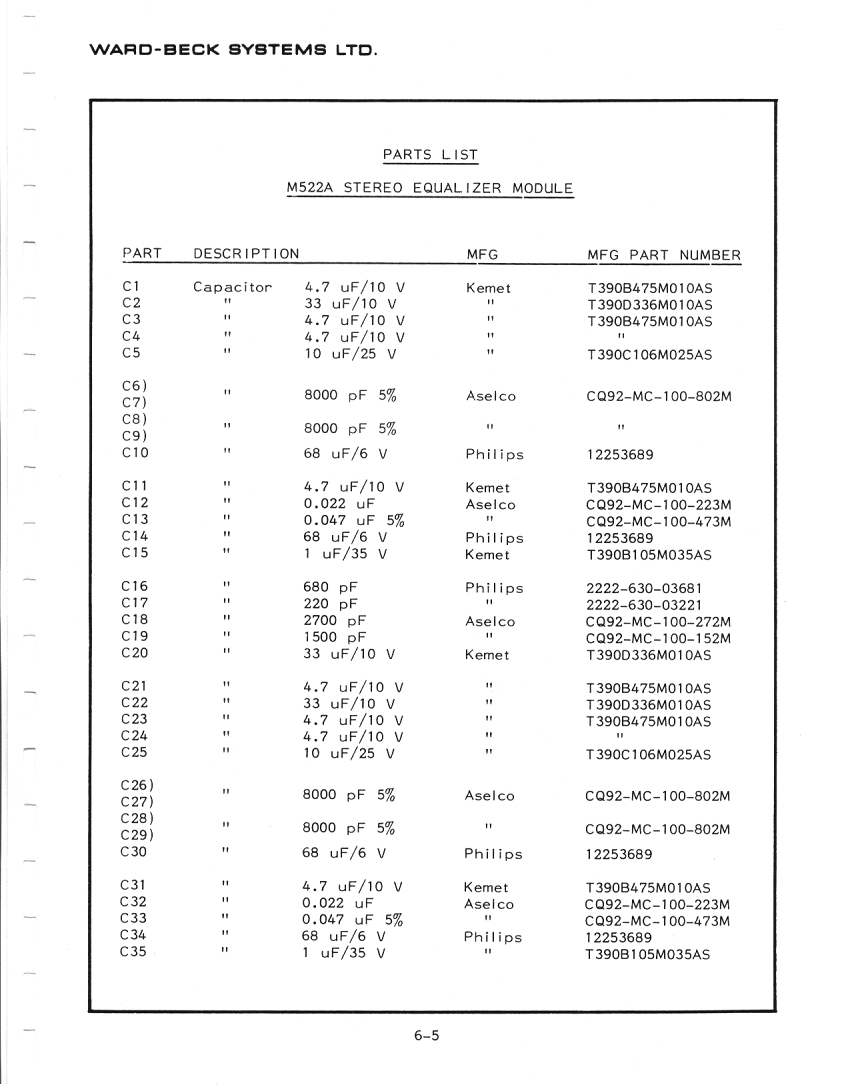 WARD-BECK SYSTEMS LTD.
PARTS LIST
M522A STEREO EQUALIZER MODULE
PART DESCRIPTION MFG MFG PART NUMBER
C1 Capacitor 4.7 uF/10 V Kemet T390B475M010AS
C2 " 33 uF/10 V " T390D336M010AS
C3 " 4.7 uF/10 V " T390B475M010AS
C4 " 4.7 uF/10 V " "
C5 " 10 uF/25 V " T390C106M025AS
C6)
C7) " 8000 pF 5% Aselco CQ92-MC-100-802M
C8)
C9) " 8000 pF 5% " "
C10 " 68 uF/6 V Philips 12253689
C11 " 4.7 uF/10 V Kemet T390B475M010AS
C12 " 0.022 uF Aselco CQ92-MC-100-223M
C13 " 0.047 uF 5% " CQ92-MC-100-473M
C14 " 68 uF/6 V Philips 12253689
C15 " 1 uF/35 V Kemet T390B105M035AS
C16 " 680 pF Philips 2222-630-03681
C17 " 220 pF " 2222-630-03221
C18 " 2700 pF Aselco CQ92-MC-100-272M
C19 " 1500 pF " CQ92-MC-100-152M
C20 " 33 uF/10 V Kemet T390D336M010AS
C21 " 4.7 uF/10 V " T390B475M010AS
C22 " 33 uF/10 V " T390D336M010AS
C23 " 4.7 uF/10 V " T390B475M010AS
C24 " 4.7 uF/10 V " "
C25 " 10 uF/25 V " T390C106M025AS
C26)
C27) " 8000 pF 5% Aselco CQ92-MC-100-802M
C28)
C29) " 8000 pF 5% " CQ92-MC-100-802M
C30 " 68 uF/6 V Philips 12253689
C31 " 4.7 uF/10 V Kemet T390B475M010AS
C32 " 0.022 uF Aselco CQ92-MC-100-223M
C33 " 0.047 uF 5% " CQ92-MC-100-473M
C34 " 68 uF/6 V Philips 12253689
C35 " 1 uF/35 V " T390B105M035AS
6-5